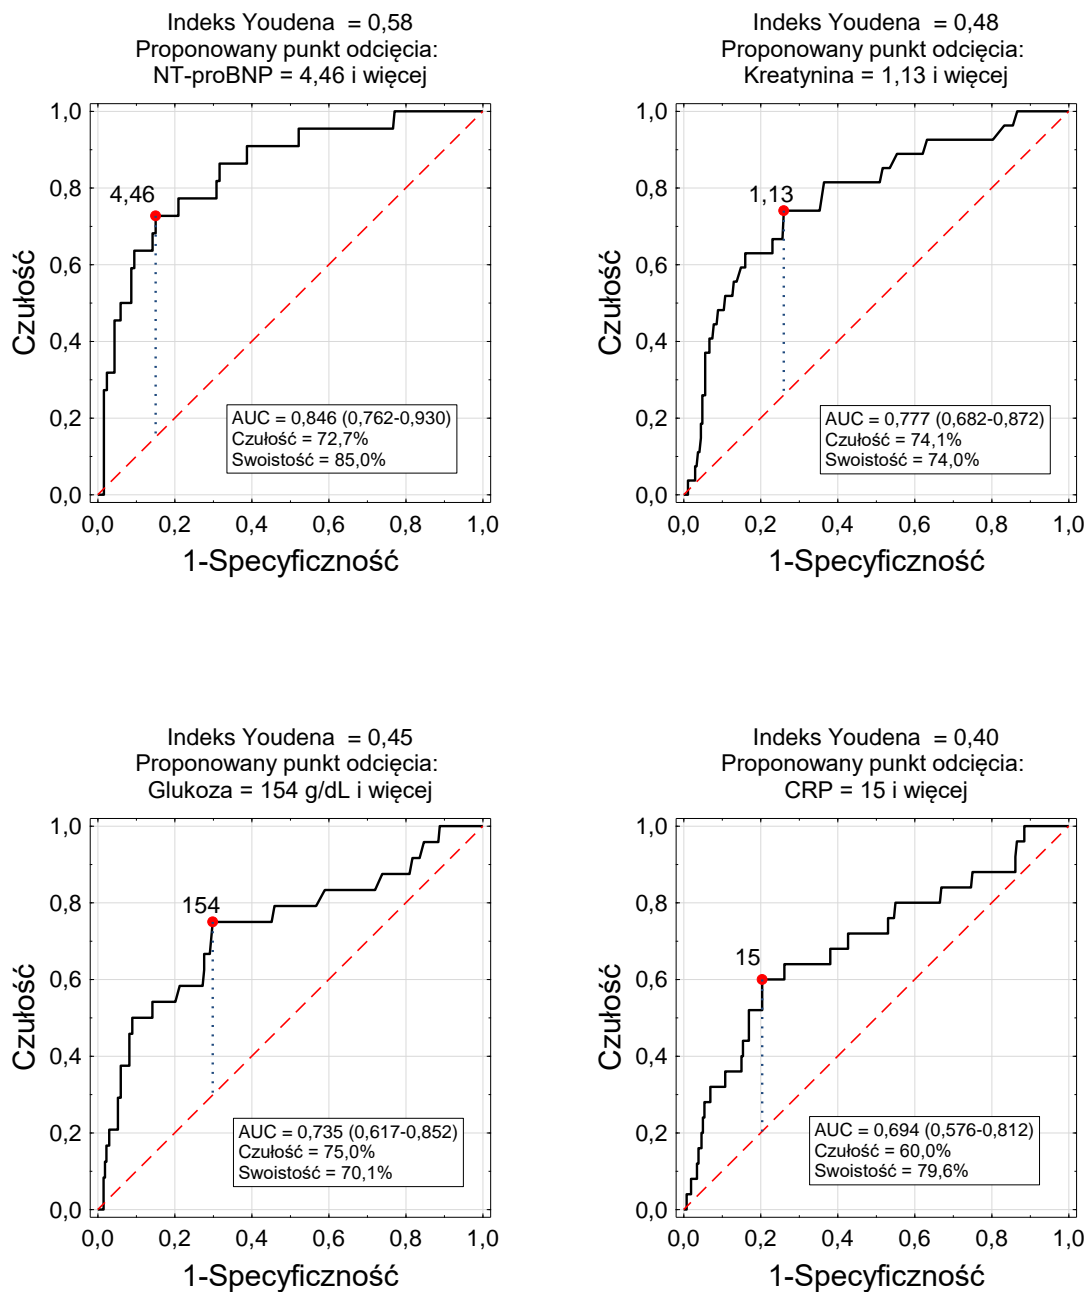 Indeks Youdena = 0,58
Proponowany punkt odcięcia:
NT-proBNP = 4,46 i więcej
1,0
0,8
0,6
0,4
0,2
0,0
Czułość
4,46
AUC = 0,846 (0,762-0,930)
Czułość = 72,7%
Swoistość = 85,0%
0,0 0,2 0,4 0,6 0,8 1,0
1-Specyficzność
Indeks Youdena = 0,48
Proponowany punkt odcięcia:
Kreatynina = 1,13 i więcej
1,0
0,8
0,6
0,4
0,2
0,0
Czułość
1,13
AUC = 0,777 (0,682-0,872)
Czułość = 74,1%
Swoistość = 74,0%
0,0 0,2 0,4 0,6 0,8 1,0
1-Specyficzność
Indeks Youdena = 0,45
Proponowany punkt odcięcia:
Glukoza = 154 g/dL i więcej
1,0
0,8
0,6
0,4
0,2
0,0
Czułość
154
AUC = 0,735 (0,617-0,852)
Czułość = 75,0%
Swoistość = 70,1%
0,0 0,2 0,4 0,6 0,8 1,0
1-Specyficzność
Indeks Youdena = 0,40
Proponowany punkt odcięcia:
CRP = 15 i więcej
1,0
0,8
0,6
0,4
0,2
0,0
Czułość
15
AUC = 0,694 (0,576-0,812)
Czułość = 60,0%
Swoistość = 79,6%
0,0 0,2 0,4 0,6 0,8 1,0
1-Specyficzność